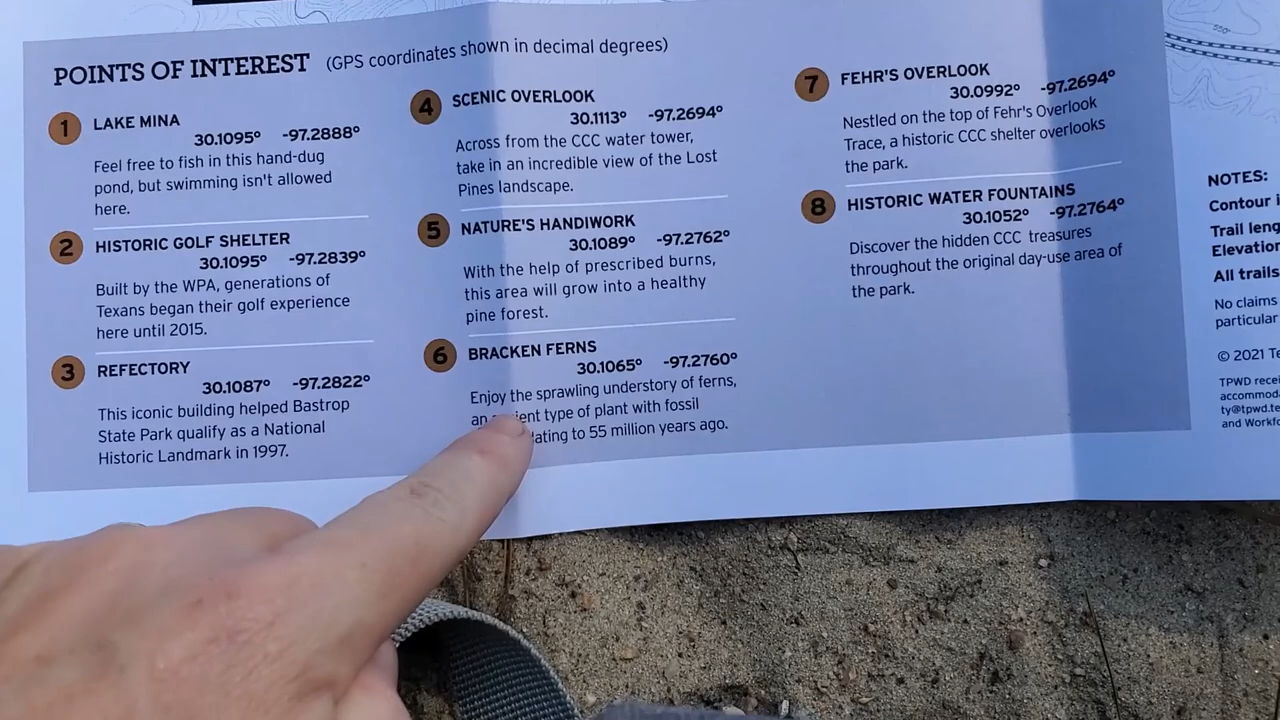 POINTS OF INTEREST (GPS coordinates shown in decimal degrees)
1 LAKE MINA
30.1095° -97.2888°
Feel free to fish in this hand-dug
pond, but swimming isn't allowed
here.
2 HISTORIC GOLF SHELTER
30.1095° -97.2839°
Built by the WPA, generations of
Texans began their golf experience
here until 2015.
3 REFECTORY
30.1087° -97.2822°
This iconic building helped Bastrop
State Park qualify as a National
Historic Landmark in 1997.
4 SCENIC OVERLOOK
30.1113° -97.2694°
Across from the CCC water tower,
take in an incredible view of the Lost
Pines landscape.
5 NATURE'S HANDIWORK
30.1089° -97.2762°
With the help of prescribed burns,
this area will grow into a healthy
pine forest.
6 BRACKEN FERNS
30.1065° -97.2760°
Enjoy the sprawling understory of ferns,
an type of plant with fossil
to 55 million years ago.
7 FEHR'S OVERLOOK
30.0992° -97.2694°
Nestled on the top of Fehr's Overlook
Trace, a historic CCC shelter overlooks
the park.
8 HISTORIC WATER FOUNTAINS
30.1052° -97.2764°
Discover the hidden CCC treasures
throughout the original day-use area of
the park.
550'
NOTES:
Contour
Trail
Elevation
All trails
No claims
particular
© 2021
TPWD
and